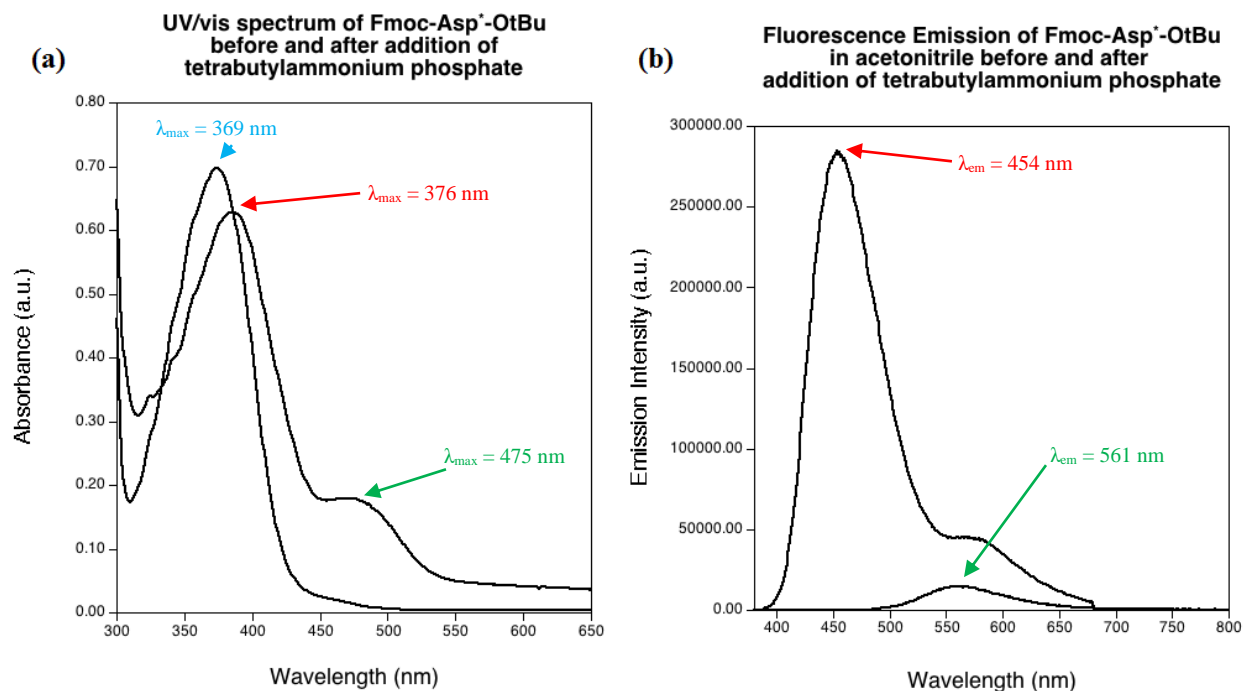 UV/vis spectrum of Fmoc-Asp*-OtBu
before and after addition of
tetrabutylammonium phosphate
(a)
0.80
0.70
0.60
0.50
0.40
0.30
0.20
0.10
0.00
300
350
400
450
500
550
600
650
Absorbance (a.u.)
Wavelength (nm)
λmax = 369 nm
λmax = 376 nm
λmax = 475 nm
(b)
Fluorescence Emission of Fmoc-Asp*-OtBu
in acetonitrile before and after
addition of tetrabutylammonium phosphate
300000.00
250000.00
200000.00
150000.00
100000.00
50000.00
0.00
380
450
500
550
600
650
700
750
800
Emission Intensity (a.u.)
Wavelength (nm)
λem = 454 nm
λem = 561 nm